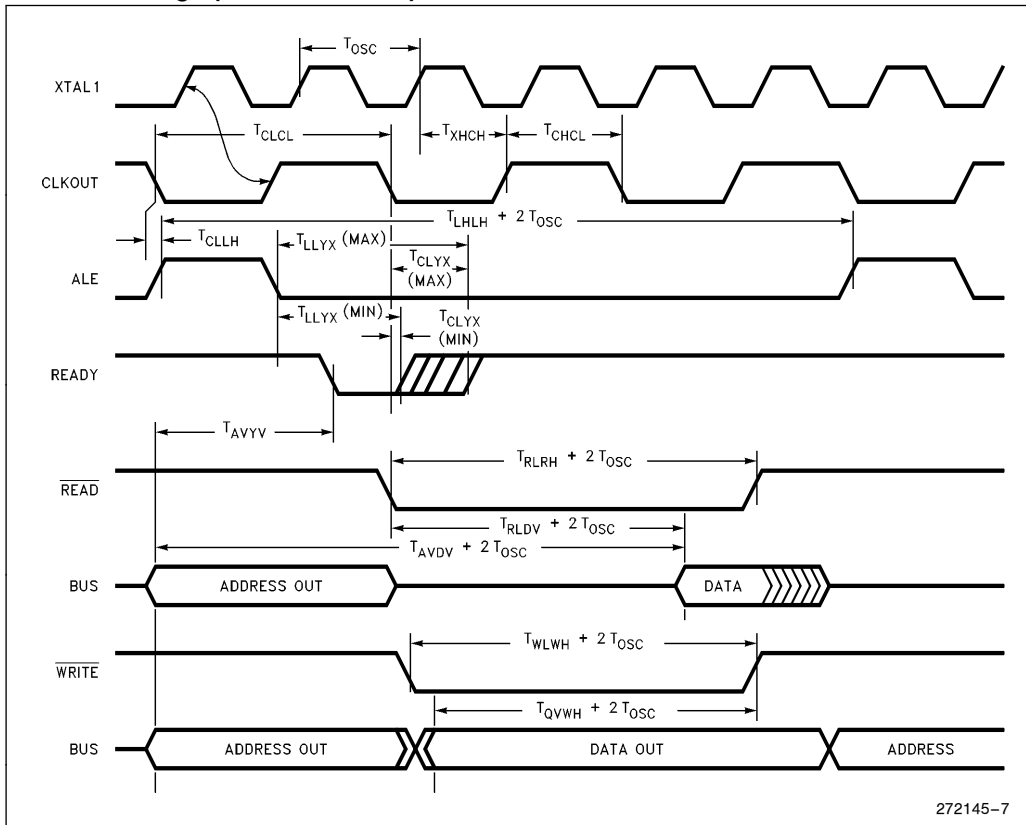 T_OSC
XTAL1
T_CLCL
T_XHCH
T_CHCL
CLKOUT
T_LHLH + 2 T_OSC
T_CLLH
T_LLYX (MAX)
T_CLYX
(MAX)
ALE
T_LLYX (MIN)
T_CLYX
(MIN)
READY
T_AVYV
T_RLRH + 2 T_OSC
READ
T_RLDV + 2 T_OSC
T_AVDV + 2 T_OSC
BUS
ADDRESS OUT
DATA
T_WLWH + 2 T_OSC
WRITE
T_QVWH + 2 T_OSC
BUS
ADDRESS OUT
DATA OUT
ADDRESS
272145-7